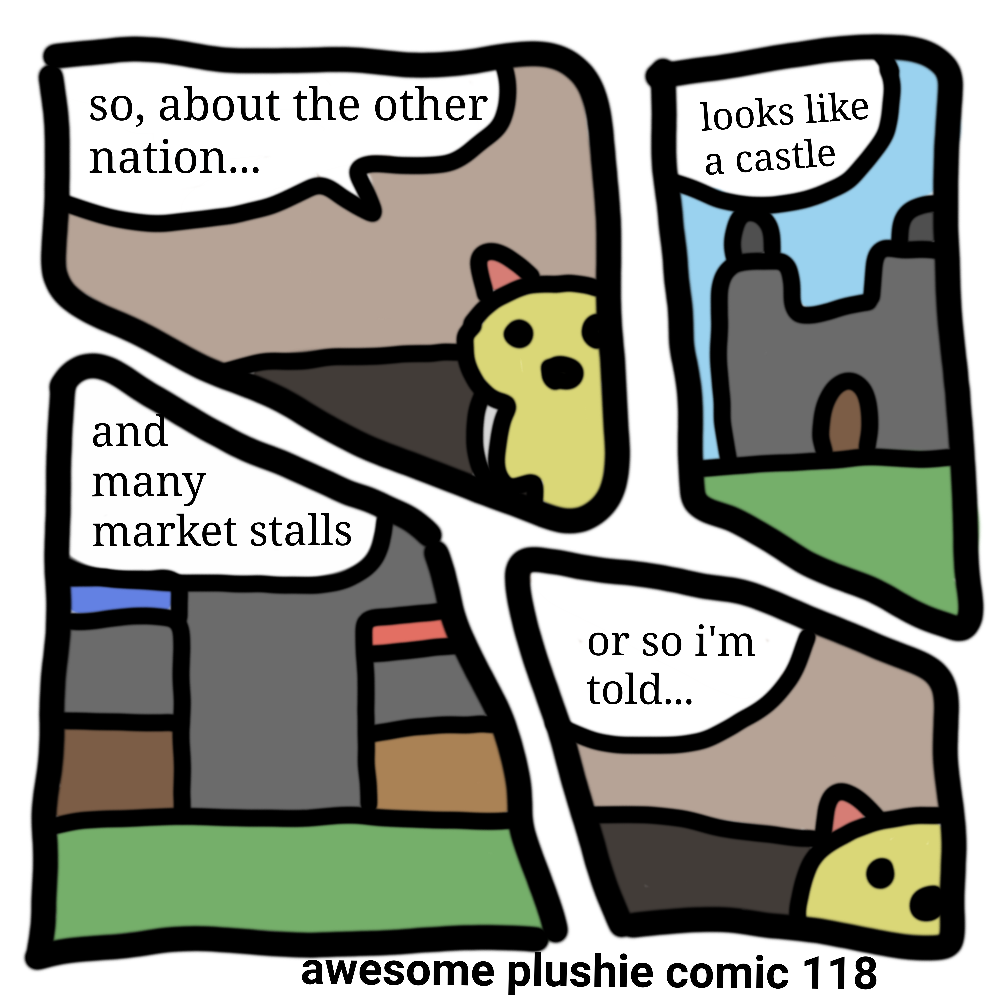 so, about the other
nation...
looks like
a castle
and
many
market stalls
or so i'm
told...
awesome plushie comic 118